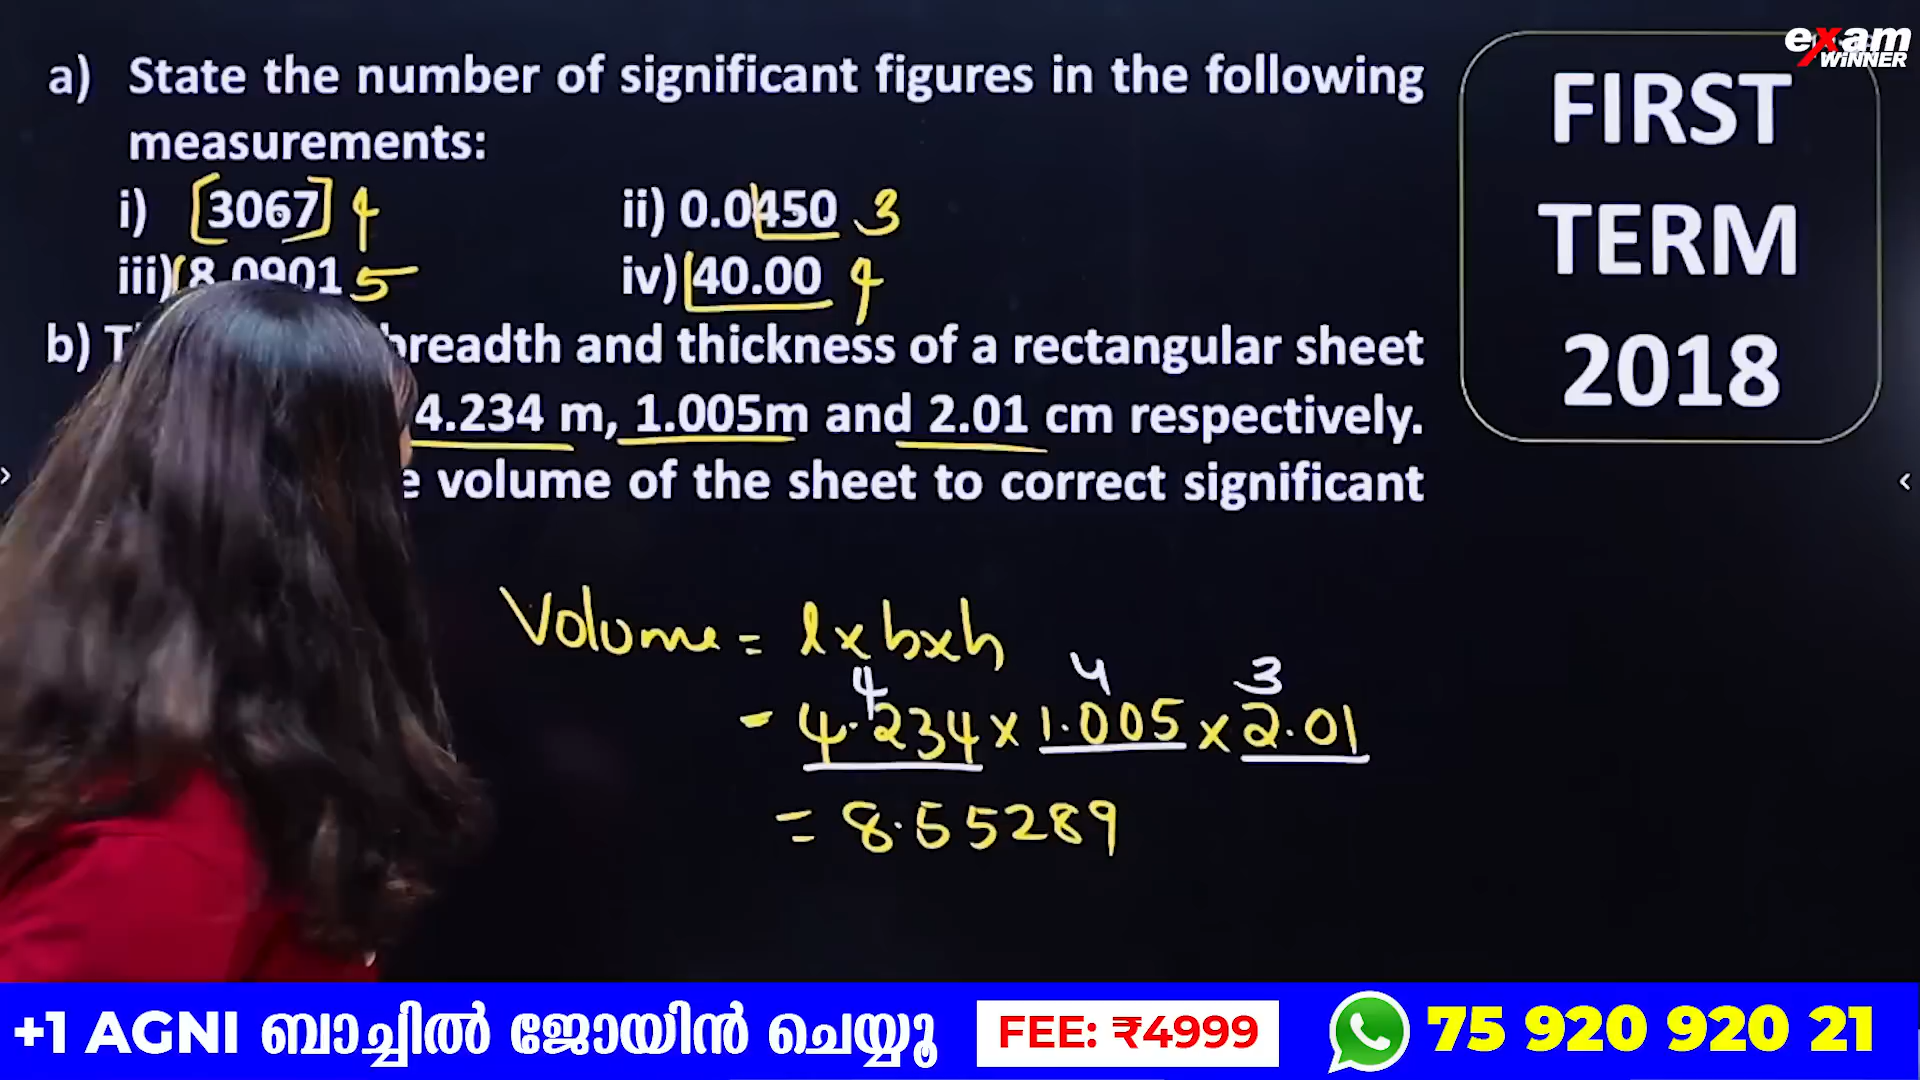 exam
WINNER
a) State the number of significant figures in the following
measurements:
i) [3067] 4
ii) 0.0450 3
iii) 8.0901 5
iv) 40.00 4
b) breadth and thickness of a rectangular sheet
4.234 m, 1.005m and 2.01 cm respectively.
volume of the sheet to correct significant
FIRST
TERM
2018
Volume = l x b x h
4 4 3
= 4.234 x 1.005 x 2.01
= 8.55289
+1 AGNI ബാച്ചിൽ ജോയിൻ ചെയ്യൂ
FEE: ₹4999
75 920 920 21